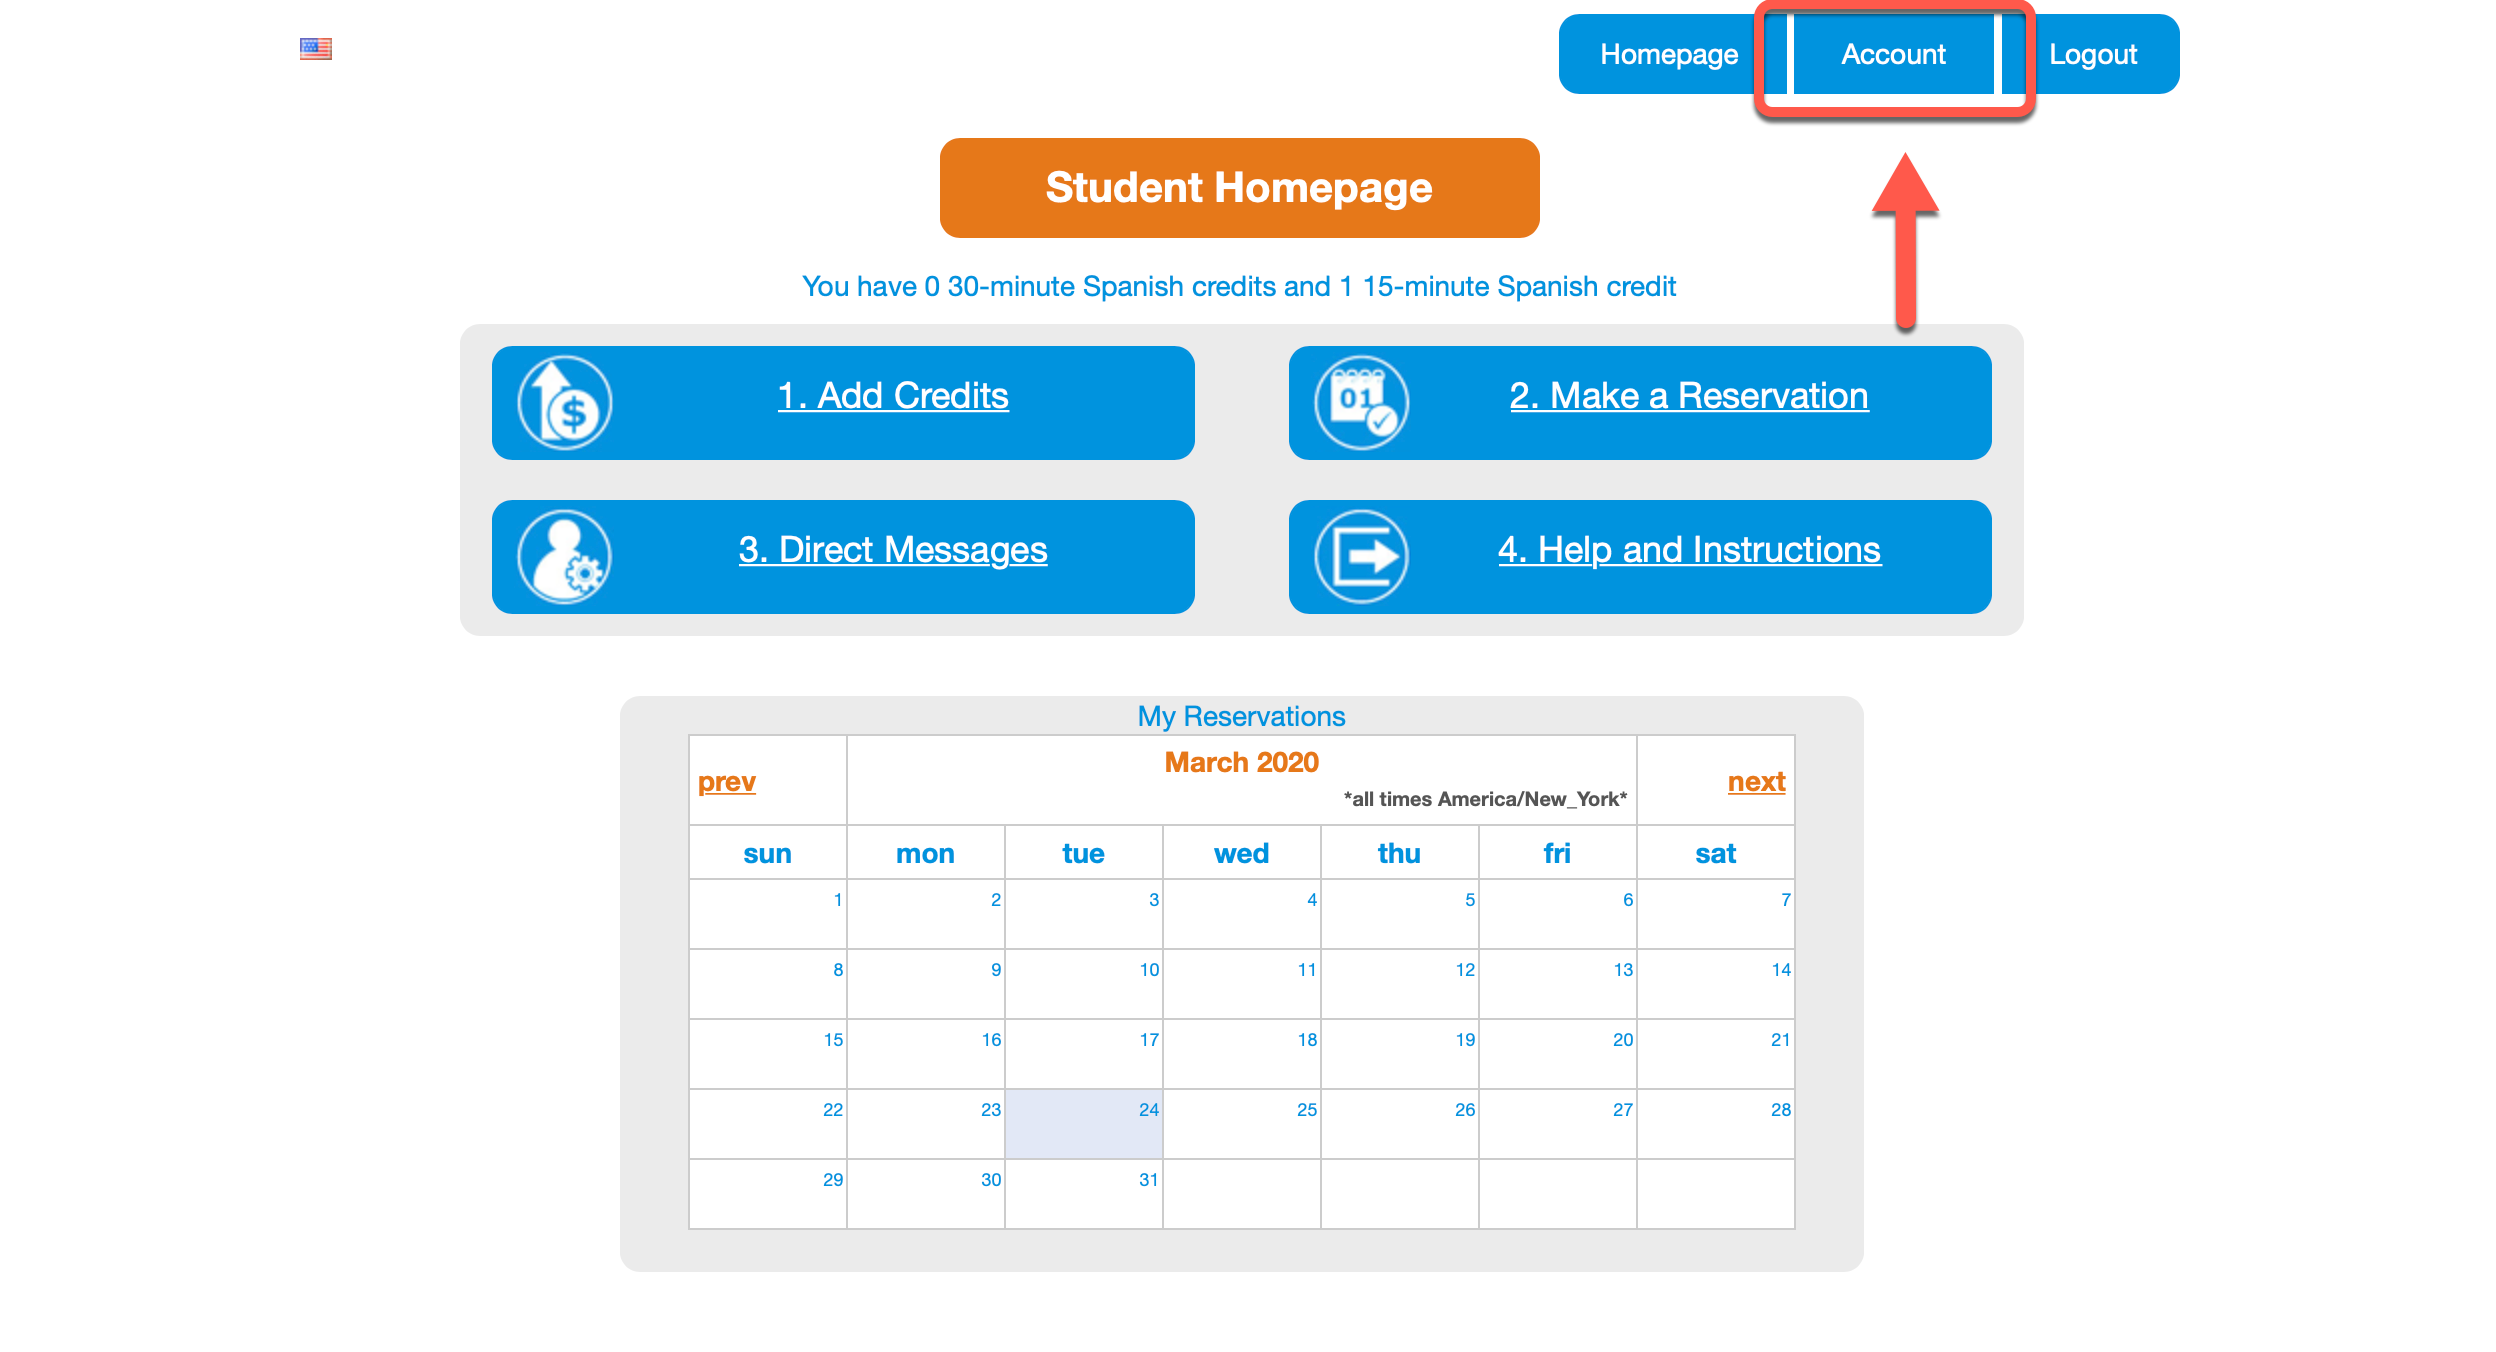 Homepage Account Logout
Student Homepage
You have 0 30-minute Spanish credits and 1 15-minute Spanish credit
$ 1. Add Credits
01 2. Make a Reservation
3. Direct Messages
4. Help and Instructions
My Reservations
prev March 2020 next
*all times America/New_York*
sun mon tue wed thu fri sat
1 2 3 4 5 6 7
8 9 10 11 12 13 14
15 16 17 18 19 20 21
22 23 24 25 26 27 28
29 30 31